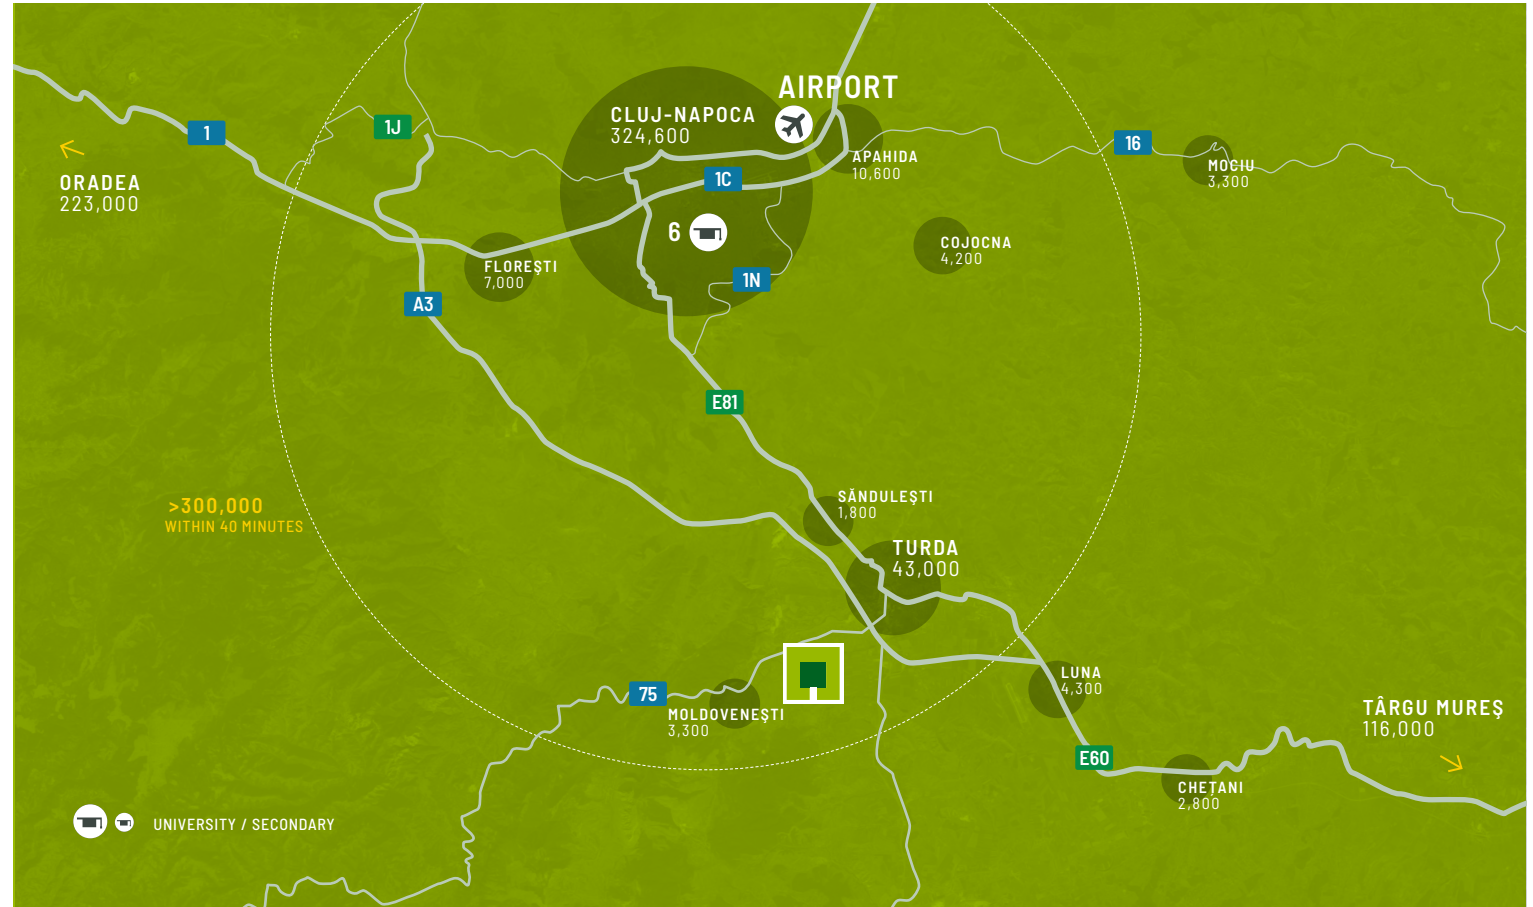 AIRPORT
CLUJ-NAPOCA
324,600
1
1J
16
APAHIDA
10,600
MOCIU
3,300
ORADEA
223,000
1C
6
COJOCNA
4,200
FLOREȘTI
7,000
1N
A3
E81
>300,000
WITHIN 40 MINUTES
SĂNDULEȘTI
1,800
TURDA
43,000
LUNA
4,300
75
MOLDOVENEȘTI
3,300
TÂRGU MUREȘ
116,000
E60
CHEȚANI
2,800
UNIVERSITY / SECONDARY